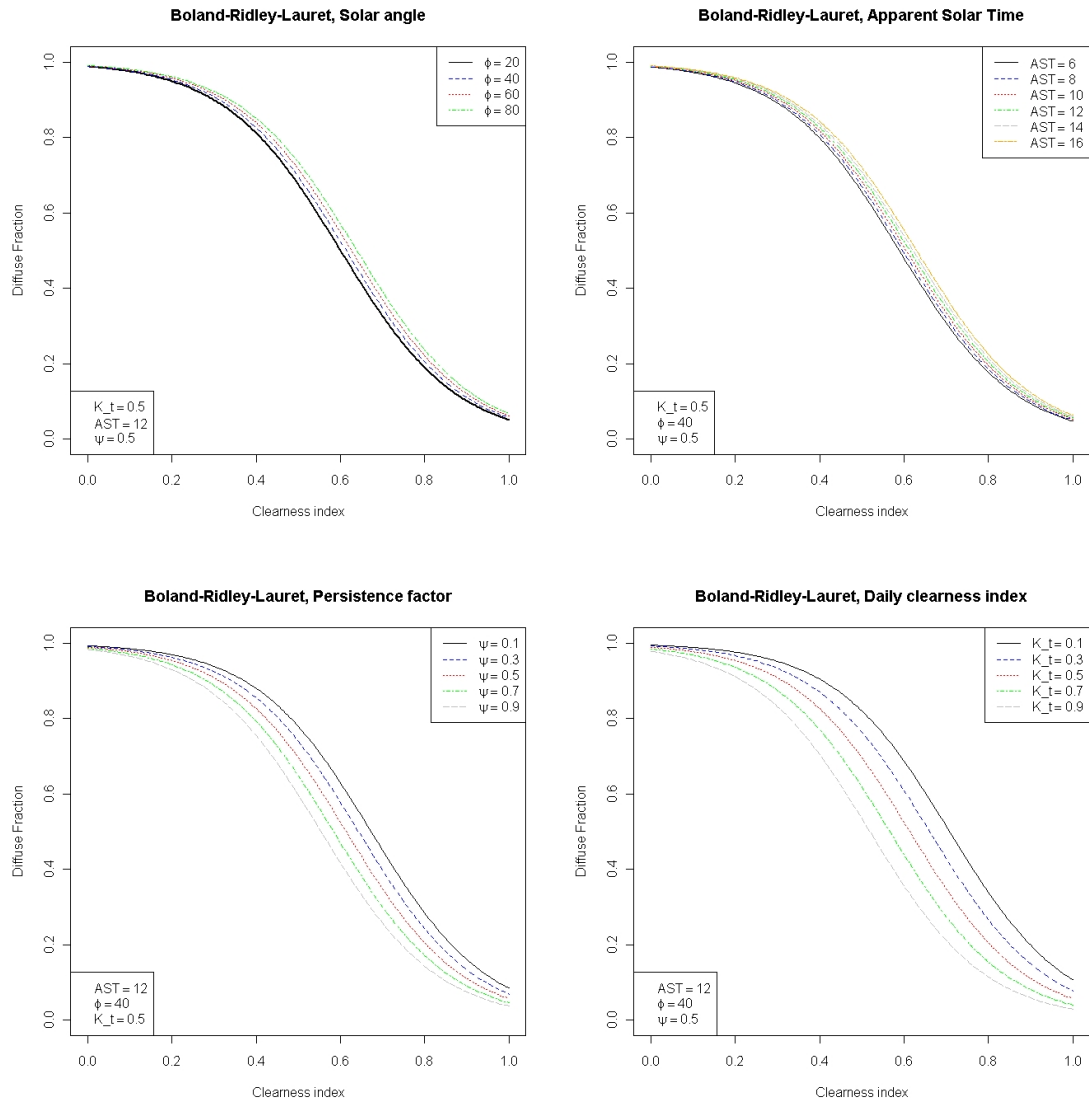 Boland-Ridley-Lauret, Solar angle
ϕ = 20
ϕ = 40
ϕ = 60
ϕ = 80
K_t = 0.5
AST = 12
ψ = 0.5
Diffuse Fraction
1.0
0.8
0.6
0.4
0.2
0.0
0.0 0.2 0.4 0.6 0.8 1.0
Clearness index
Boland-Ridley-Lauret, Apparent Solar Time
AST = 6
AST = 8
AST = 10
AST = 12
AST = 14
AST = 16
K_t = 0.5
ϕ = 40
ψ = 0.5
Diffuse Fraction
1.0
0.8
0.6
0.4
0.2
0.0
0.0 0.2 0.4 0.6 0.8 1.0
Clearness index
Boland-Ridley-Lauret, Persistence factor
ψ = 0.1
ψ = 0.3
ψ = 0.5
ψ = 0.7
ψ = 0.9
AST = 12
ϕ = 40
K_t = 0.5
Diffuse Fraction
1.0
0.8
0.6
0.4
0.2
0.0
0.0 0.2 0.4 0.6 0.8 1.0
Clearness index
Boland-Ridley-Lauret, Daily clearness index
K_t = 0.1
K_t = 0.3
K_t = 0.5
K_t = 0.7
K_t = 0.9
AST = 12
ϕ = 40
ψ = 0.5
Diffuse Fraction
1.0
0.8
0.6
0.4
0.2
0.0
0.0 0.2 0.4 0.6 0.8 1.0
Clearness index